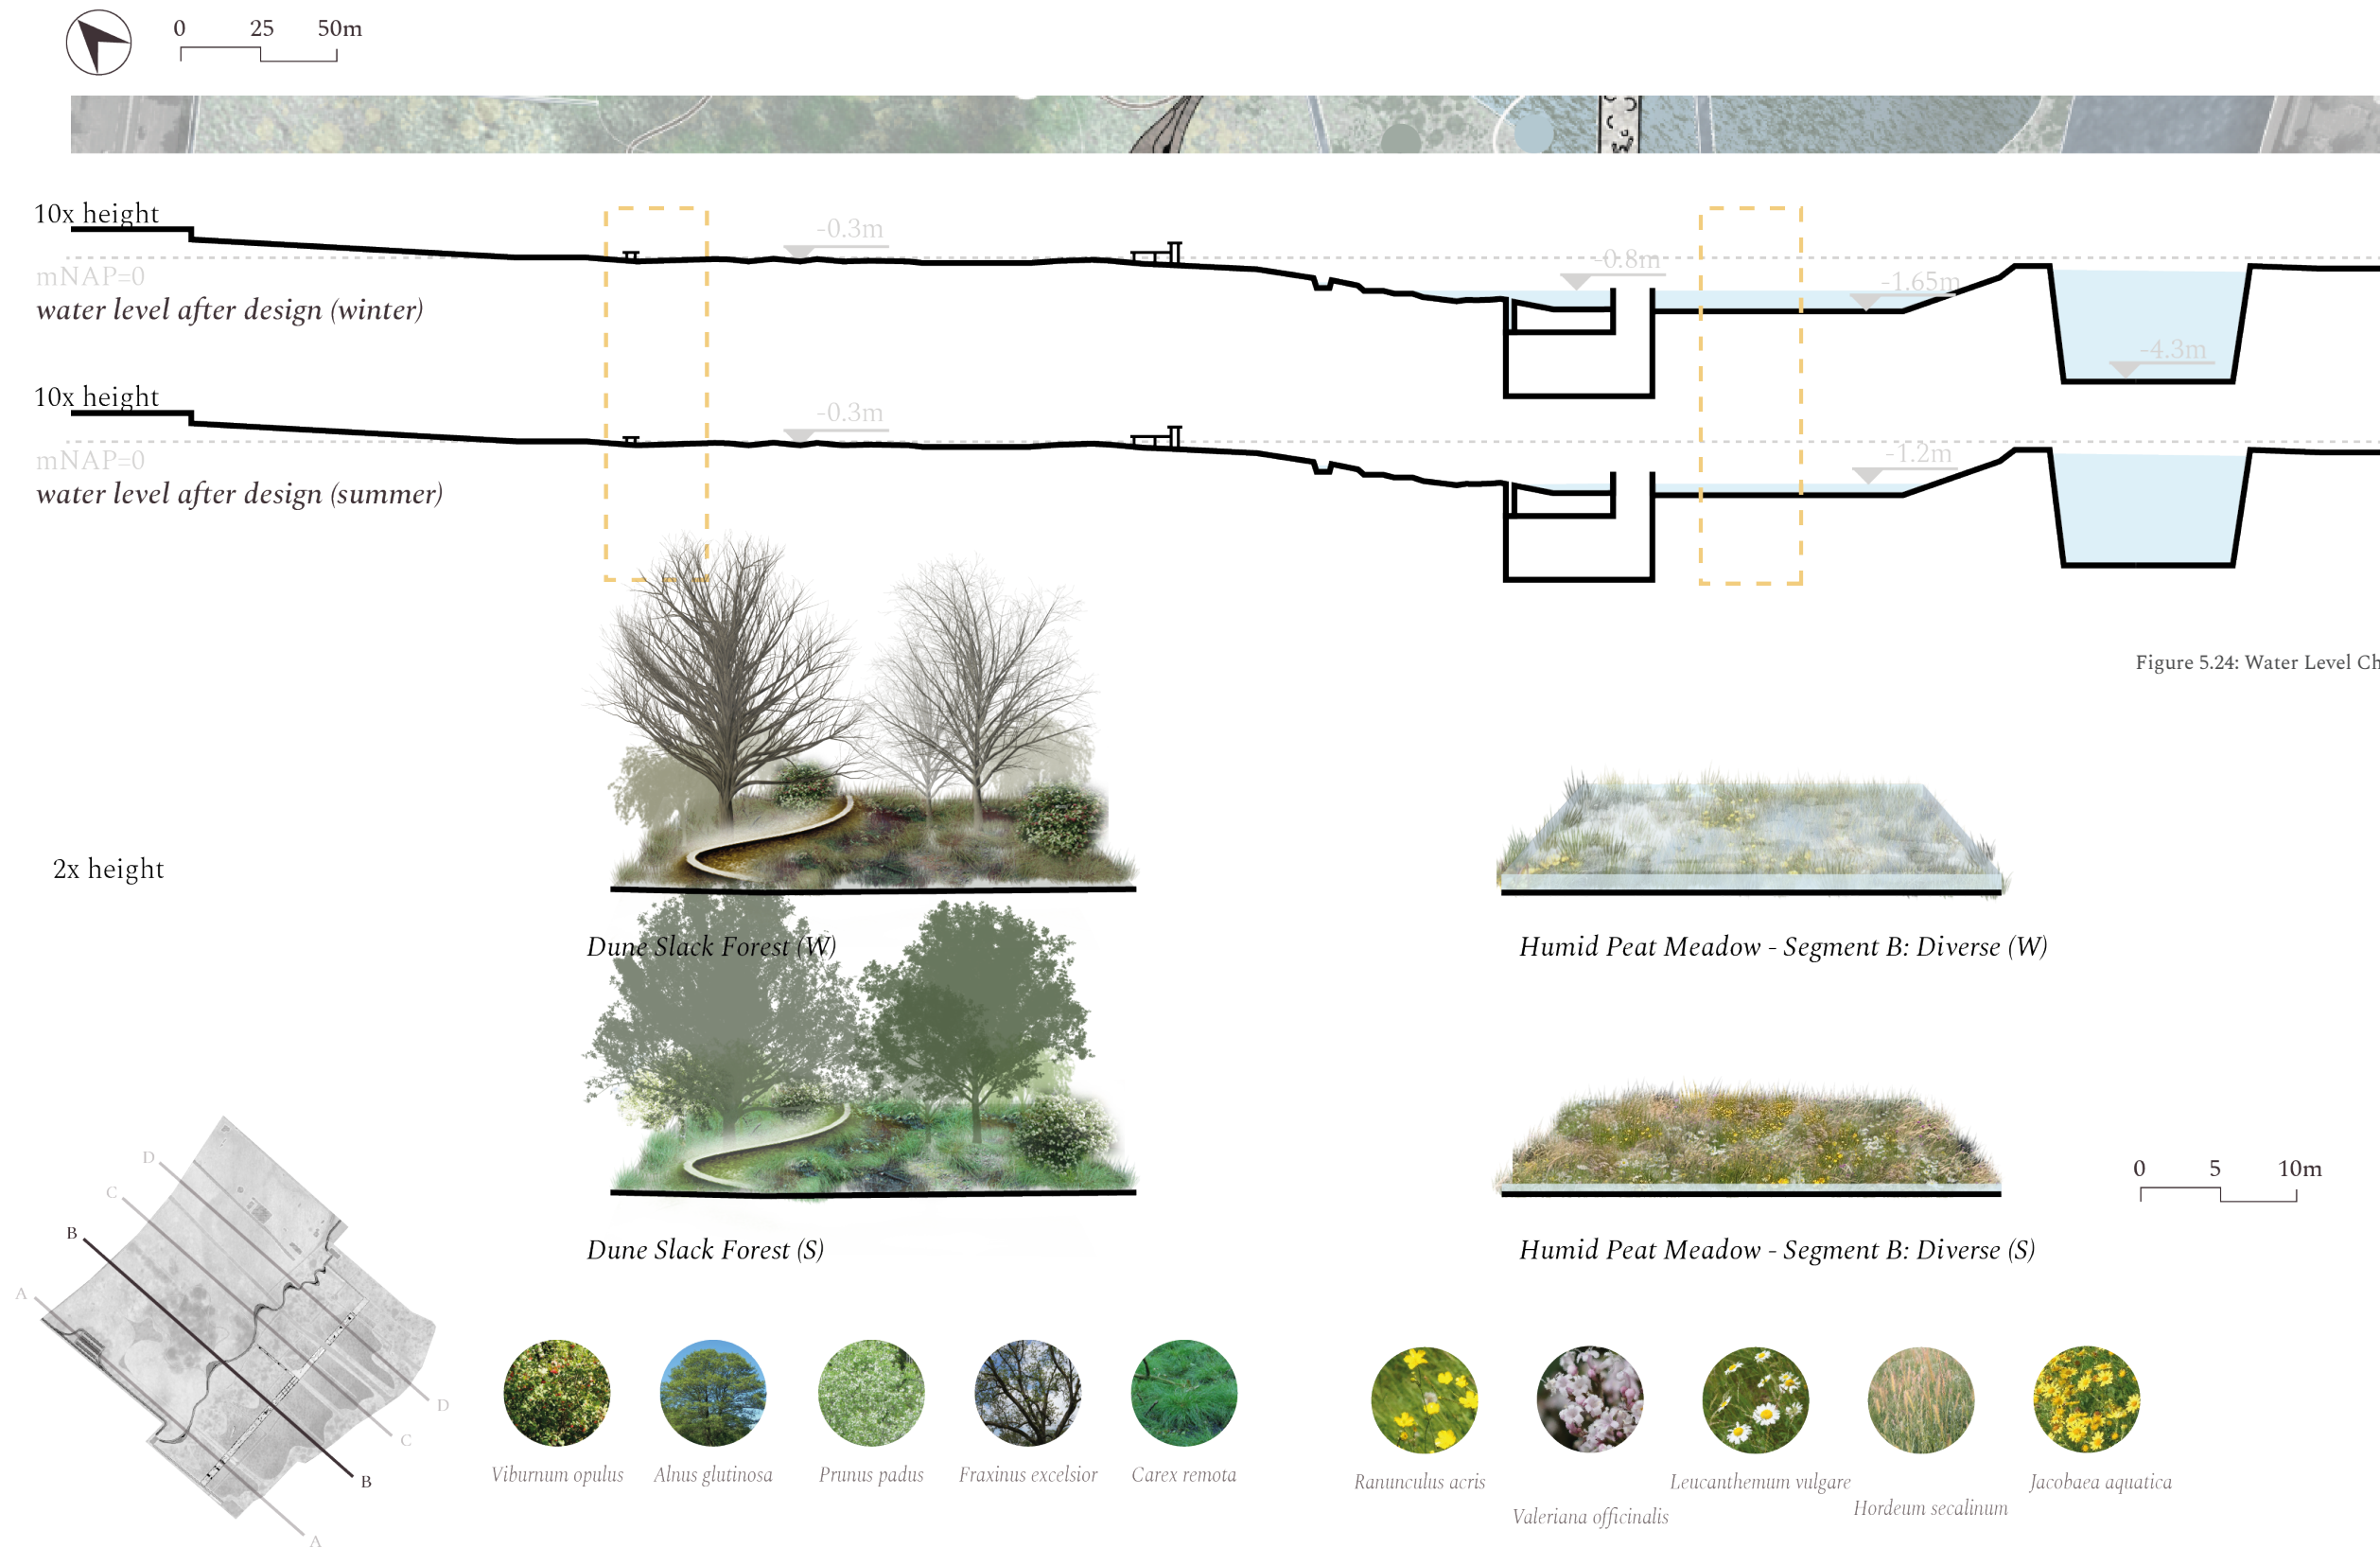 0 25 50m
10x height
-0.3m
-0.8m
-1.65m
mNAP=0
water level after design (winter)
-4.3m
10x height
-0.3m
-1.2m
mNAP=0
water level after design (summer)
Figure 5.24: Water Level
2x height
Dune Slack Forest (W)
Humid Peat Meadow - Segment B: Diverse (W)
0 5 10m
Dune Slack Forest (S)
Humid Peat Meadow - Segment B: Diverse (S)
D
C
B
A
D
C
B
A
Viburnum opulus
Alnus glutinosa
Prunus padus
Fraxinus excelsior
Carex remota
Ranunculus acris
Valeriana officinalis
Leucanthemum vulgare
Hordeum secalinum
Jacobaea aquatica